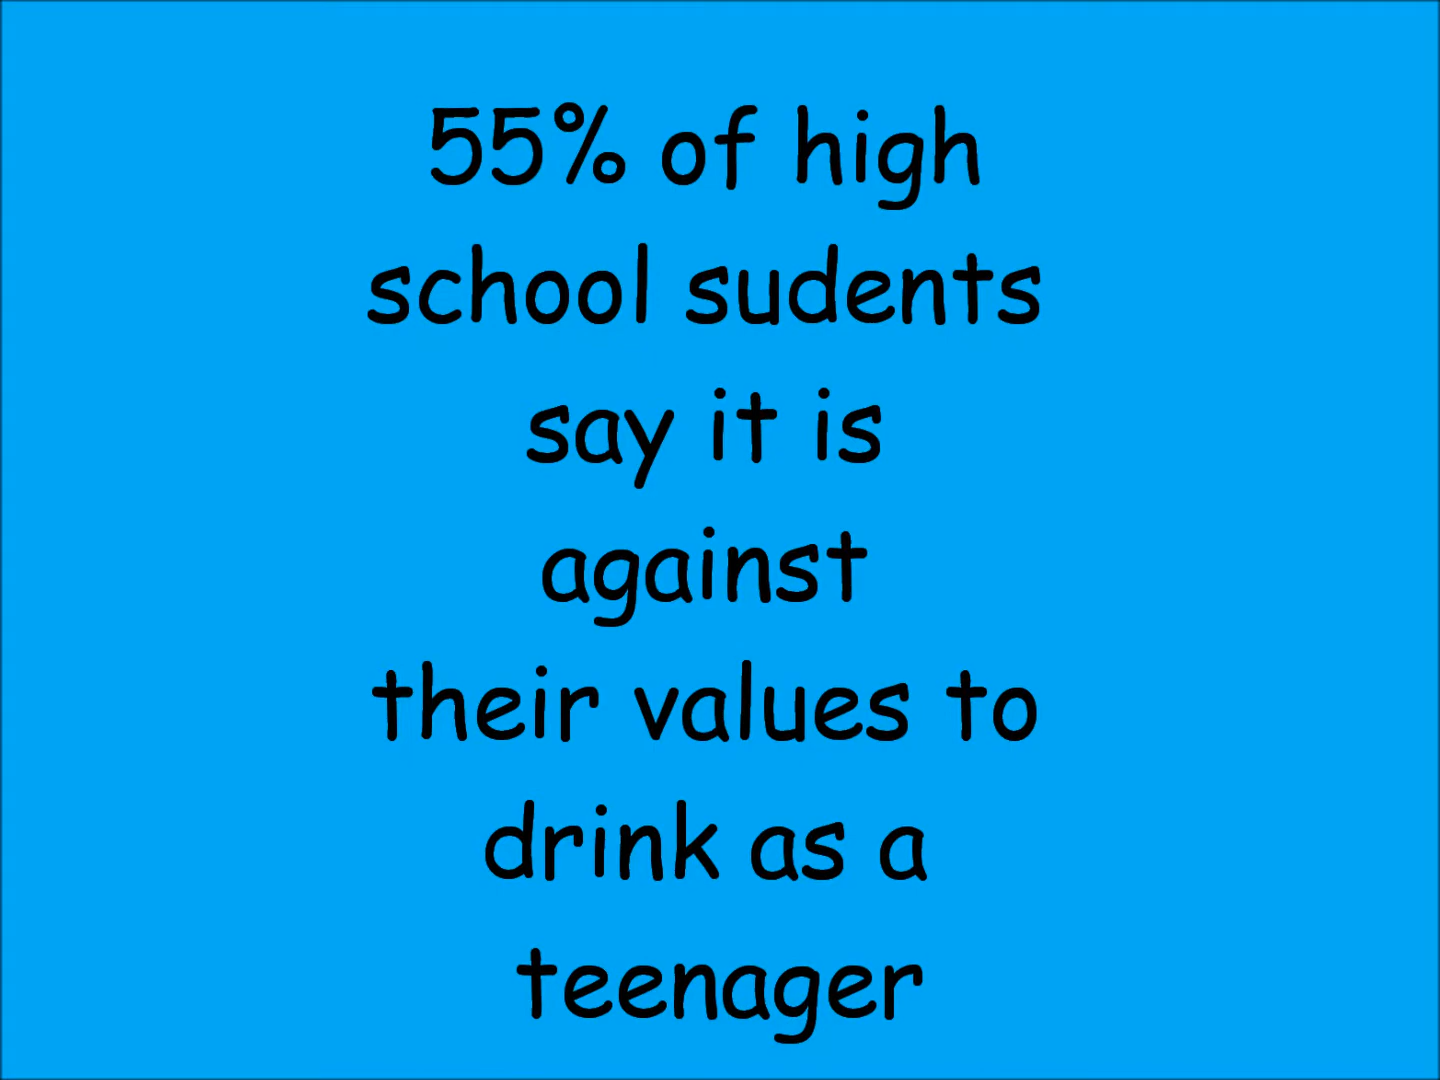 55% of high
school sudents
say it is
against
their values to
drink as a
teenager